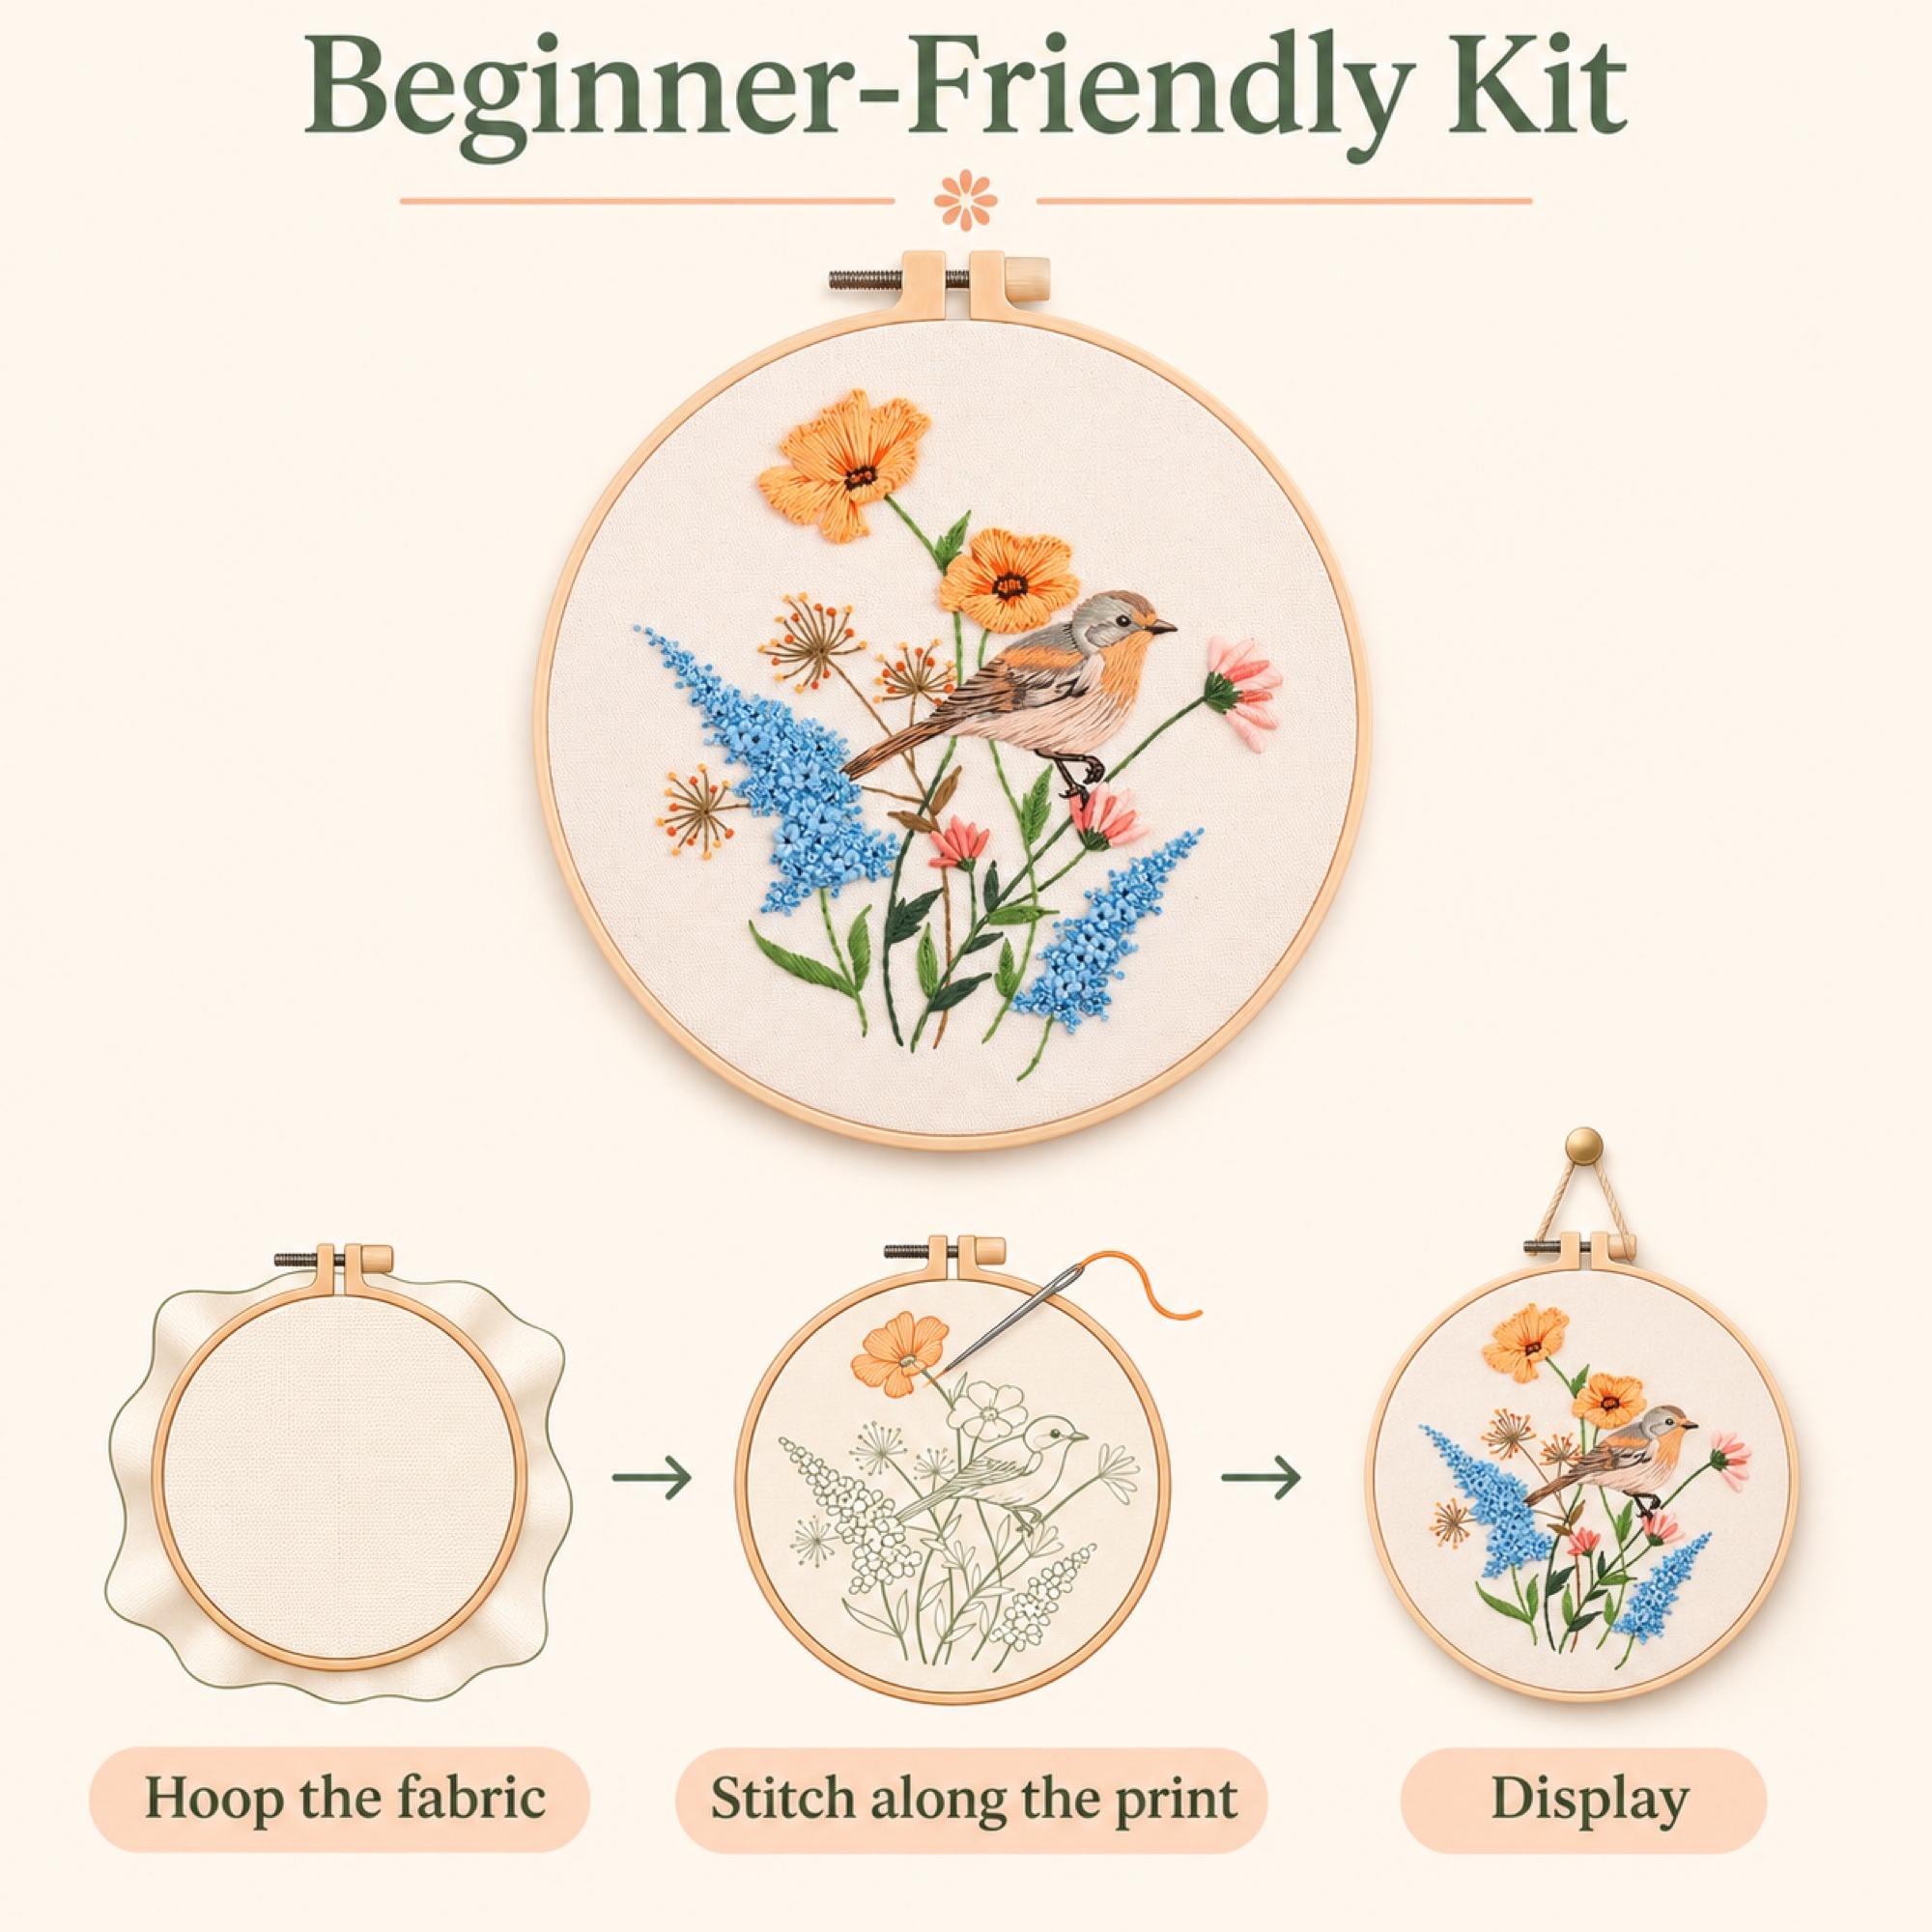 Beginner-Friendly Kit
Hoop the fabric
Stitch along the print
Display